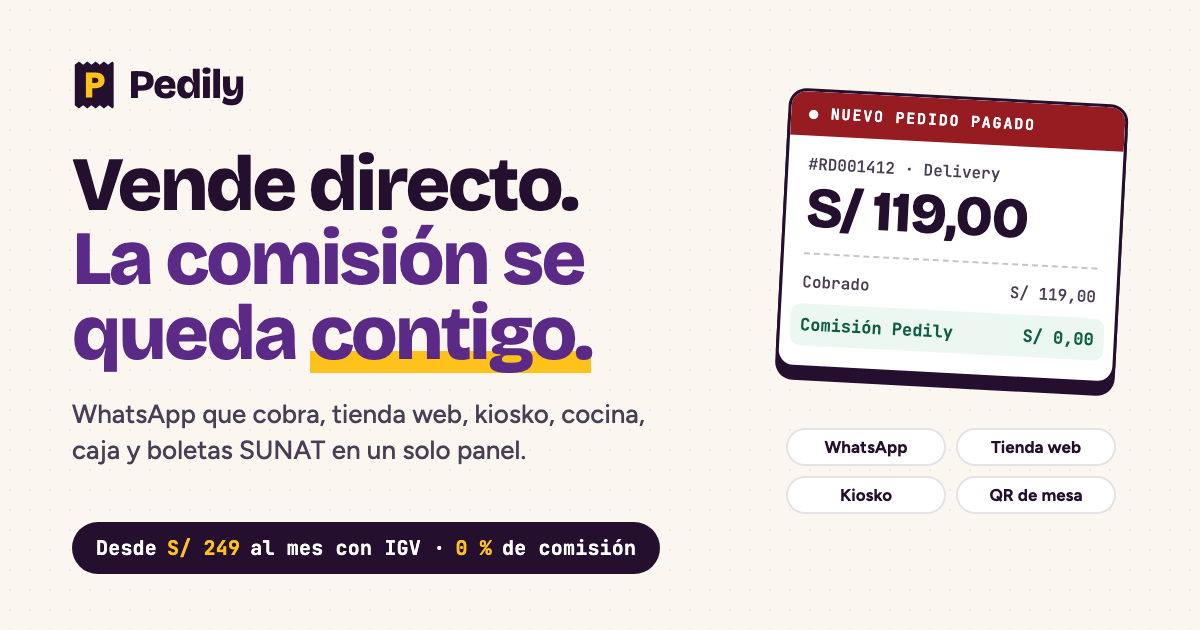 P Pedily
Vende directo.
La comisión se
queda contigo.
WhatsApp que cobra, tienda web, kiosko, cocina,
caja y boletas SUNAT en un solo panel.
Desde S/ 249 al mes con IGV · 0 % de comisión
NUEVO PEDIDO PAGADO
#RD001412 · Delivery
S/ 119,00
Cobrado S/ 119,00
Comisión Pedily S/ 0,00
WhatsApp Tienda web
Kiosko QR de mesa